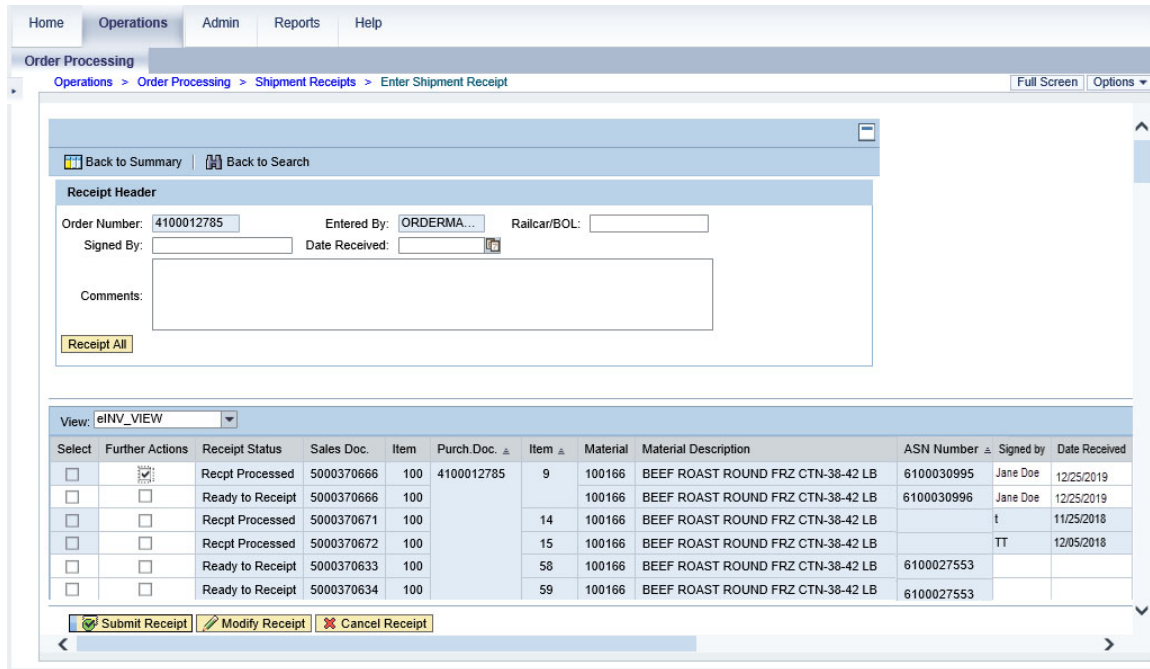 Home Operations Admin Reports Help
Order Processing
Operations > Order Processing > Shipment Receipts > Enter Shipment Receipt Full Screen Options
Back to Summary | Back to Search
Receipt Header
Order Number: 4100012785 Entered By: ORDERMA... Railcar/BOL:
Signed By: Date Received:
Comments:
Receipt All
View: eINV_VIEW
Select Further Actions Receipt Status Sales Doc. Item Purch.Doc. Item Material Material Description ASN Number Signed by Date Received
Recpt Processed 5000370666 100 4100012785 9 100166 BEEF ROAST ROUND FRZ CTN-38-42 LB 6100030995 Jane Doe 12/25/2019
Ready to Receipt 5000370666 100 100166 BEEF ROAST ROUND FRZ CTN-38-42 LB 6100030996 Jane Doe 12/25/2019
Recpt Processed 5000370671 100 14 100166 BEEF ROAST ROUND FRZ CTN-38-42 LB t 11/25/2018
Recpt Processed 5000370672 100 15 100166 BEEF ROAST ROUND FRZ CTN-38-42 LB TT 12/05/2018
Ready to Receipt 5000370633 100 58 100166 BEEF ROAST ROUND FRZ CTN-38-42 LB 6100027553
Ready to Receipt 5000370634 100 59 100166 BEEF ROAST ROUND FRZ CTN-38-42 LB 6100027553
Submit Receipt Modify Receipt Cancel Receipt